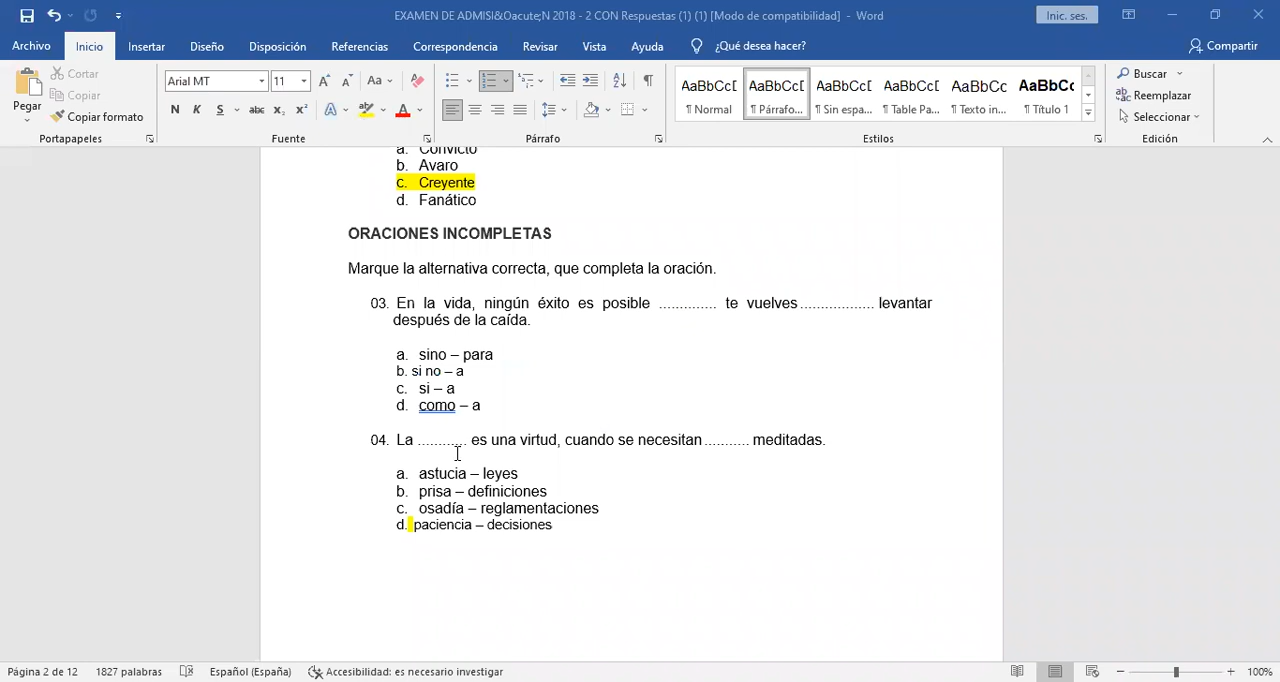 EXAMEN DE ADMISI&Oacute;N 2018 - 2 CON Respuestas (1) (1) [Modo de compatibilidad] - Word
Inic. ses.
Archivo Inicio Insertar Diseño Disposición Referencias Correspondencia Revisar Vista Ayuda ¿Qué desea hacer? Compartir
Pegar
Cortar
Copiar
Copiar formato
Portapapeles
Arial MT 11
Fuente
Párrafo
AaBbCcD AaBbCcD AaBbCcD AaBbCcD AaBbCc AaBbCc
¶ Normal ¶ Párrafo... ¶ Sin espa... ¶ Table Pa... ¶ Texto in... ¶ Título 1
Estilos
Buscar
Reemplazar
Seleccionar
Edición
a. Convicto
b. Avaro
c. Creyente
d. Fanático
ORACIONES INCOMPLETAS
Marque la alternativa correcta, que completa la oración.
03. En la vida, ningún éxito es posible ............. te vuelves ................. levantar
después de la caída.
a. sino – para
b. si no – a
c. si – a
d. como – a
04. La ........... es una virtud, cuando se necesitan .......... meditadas.
a. astucia – leyes
b. prisa – definiciones
c. osadía – reglamentaciones
d. paciencia – decisiones
Página 2 de 12 1827 palabras Español (España) Accesibilidad: es necesario investigar 100%